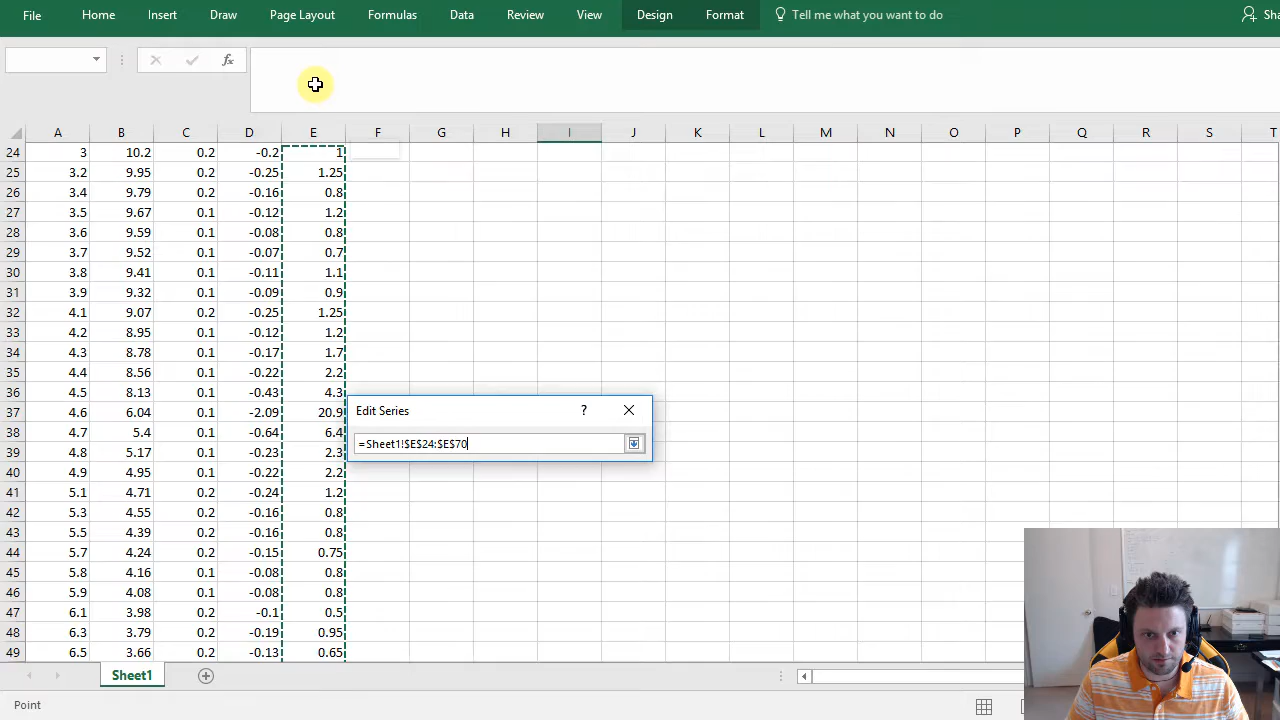 File Home Insert Draw Page Layout Formulas Data Review View Design Format Tell me what you want to do Sha
fx
A B C D E F G H I J K L M N O P Q R S T
24 3 10.2 0.2 -0.2 1
25 3.2 9.95 0.2 -0.25 1.25
26 3.4 9.79 0.2 -0.16 0.8
27 3.5 9.67 0.1 -0.12 1.2
28 3.6 9.59 0.1 -0.08 0.8
29 3.7 9.52 0.1 -0.07 0.7
30 3.8 9.41 0.1 -0.11 1.1
31 3.9 9.32 0.1 -0.09 0.9
32 4.1 9.07 0.2 -0.25 1.25
33 4.2 8.95 0.1 -0.12 1.2
34 4.3 8.78 0.1 -0.17 1.7
35 4.4 8.56 0.1 -0.22 2.2
36 4.5 8.13 0.1 -0.43 4.3
37 4.6 6.04 0.1 -2.09 20.9
38 4.7 5.4 0.1 -0.64 6.4
39 4.8 5.17 0.1 -0.23 2.3
40 4.9 4.95 0.1 -0.22 2.2
41 5.1 4.71 0.2 -0.24 1.2
42 5.3 4.55 0.2 -0.16 0.8
43 5.5 4.39 0.2 -0.16 0.8
44 5.7 4.24 0.2 -0.15 0.75
45 5.8 4.16 0.1 -0.08 0.8
46 5.9 4.08 0.1 -0.08 0.8
47 6.1 3.98 0.2 -0.1 0.5
48 6.3 3.79 0.2 -0.19 0.95
49 6.5 3.66 0.2 -0.13 0.65
Edit Series ?
=Sheet1!$E$24:$E$70
Sheet1
Point